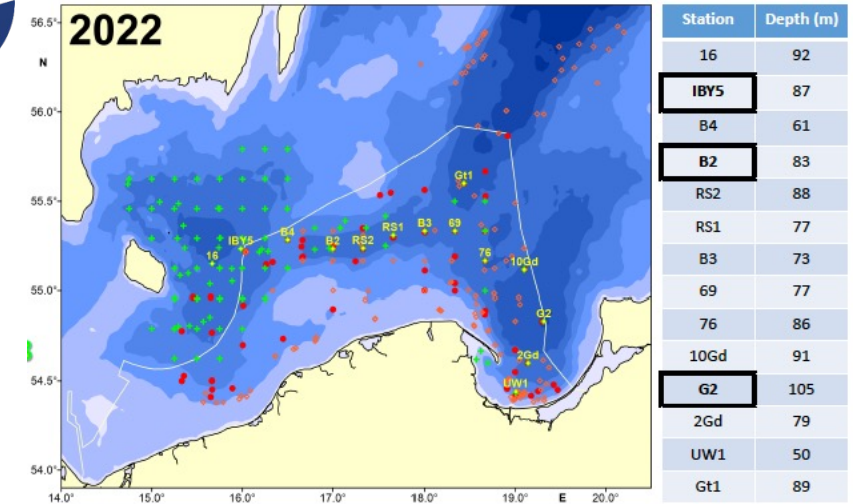 2022
56.5°
N
56.0°
55.5°
55.0°
54.5°
54.0°
14.0°
15.0°
16.0°
17.0°
18.0°
19.0°
E
20.0°
Gt1
IBY5
B4
B2
RS2
RS1
B3
69
16
76
10Gd
G2
2Gd
UW1
Station Depth (m)
16 92
IBY5 87
B4 61
B2 83
RS2 88
RS1 77
B3 73
69 77
76 86
10Gd 91
G2 105
2Gd 79
UW1 50
Gt1 89